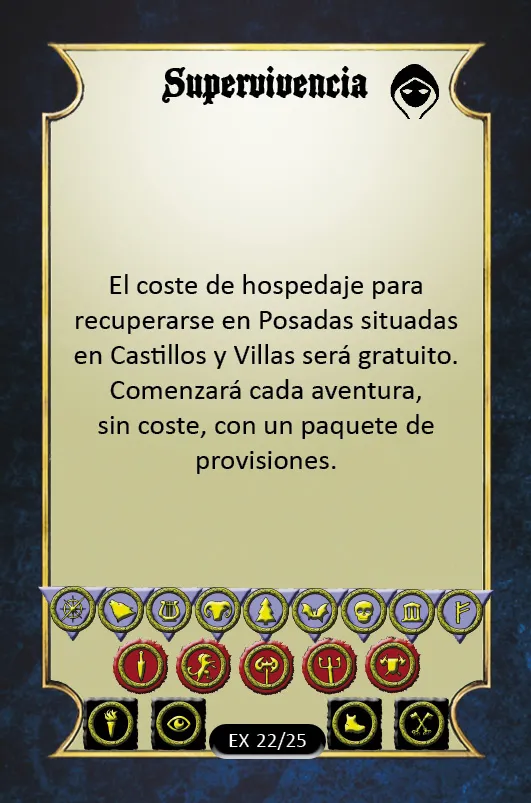 Supervivencia
El coste de hospedaje para
recuperarse en Posadas situadas
en Castillos y Villas será gratuito.
Comenzará cada aventura,
sin coste, con un paquete de
provisiones.
EX 22/25